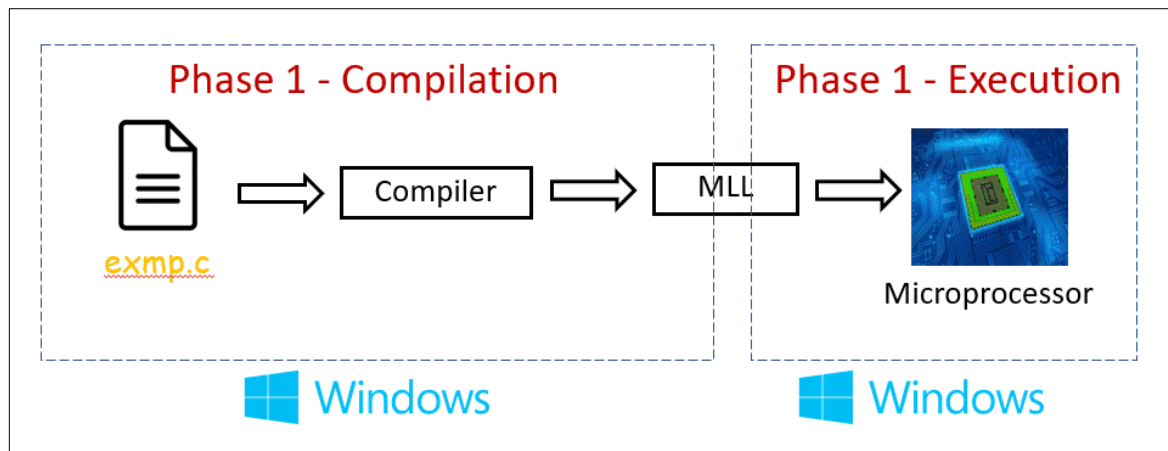 Phase 1 - Compilation
Phase 1 - Execution
Compiler
MLL
exmp.c
Microprocessor
Windows
Windows